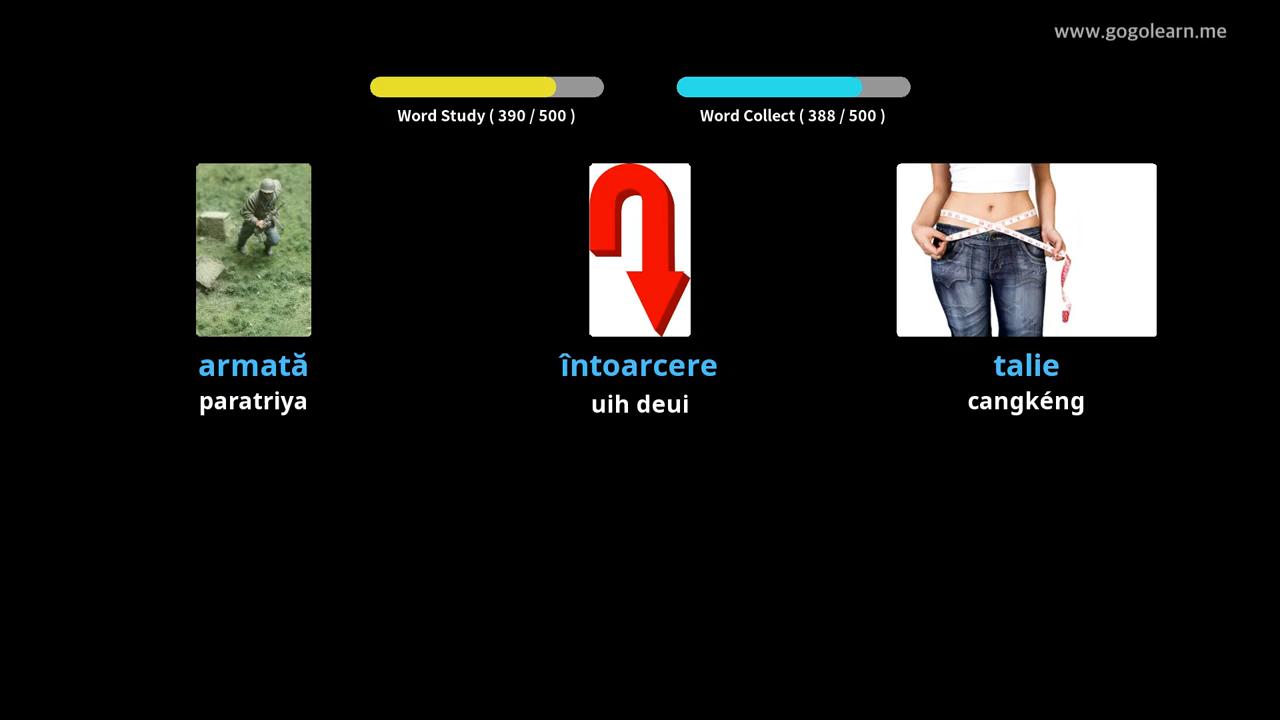 www.gogolearn.me
Word Study ( 390 / 500 )
Word Collect ( 388 / 500 )
armată
întoarcere
talie
paratriya
uih deui
cangkéng